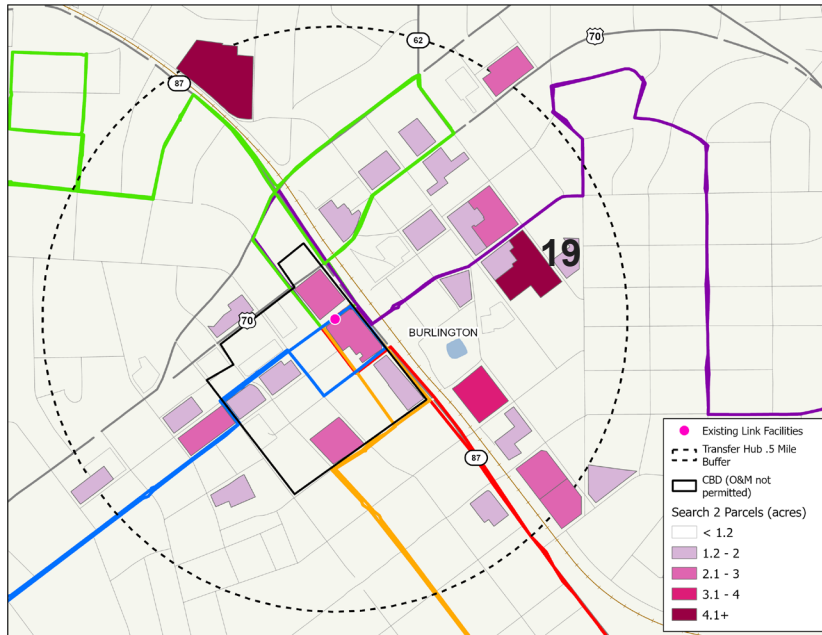 62
70
87
19
70
BURLINGTON
87
Existing Link Facilities
Transfer Hub .5 Mile
Buffer
CBD (O&M not
permitted)
Search 2 Parcels (acres)
< 1.2
1.2 - 2
2.1 - 3
3.1 - 4
4.1+